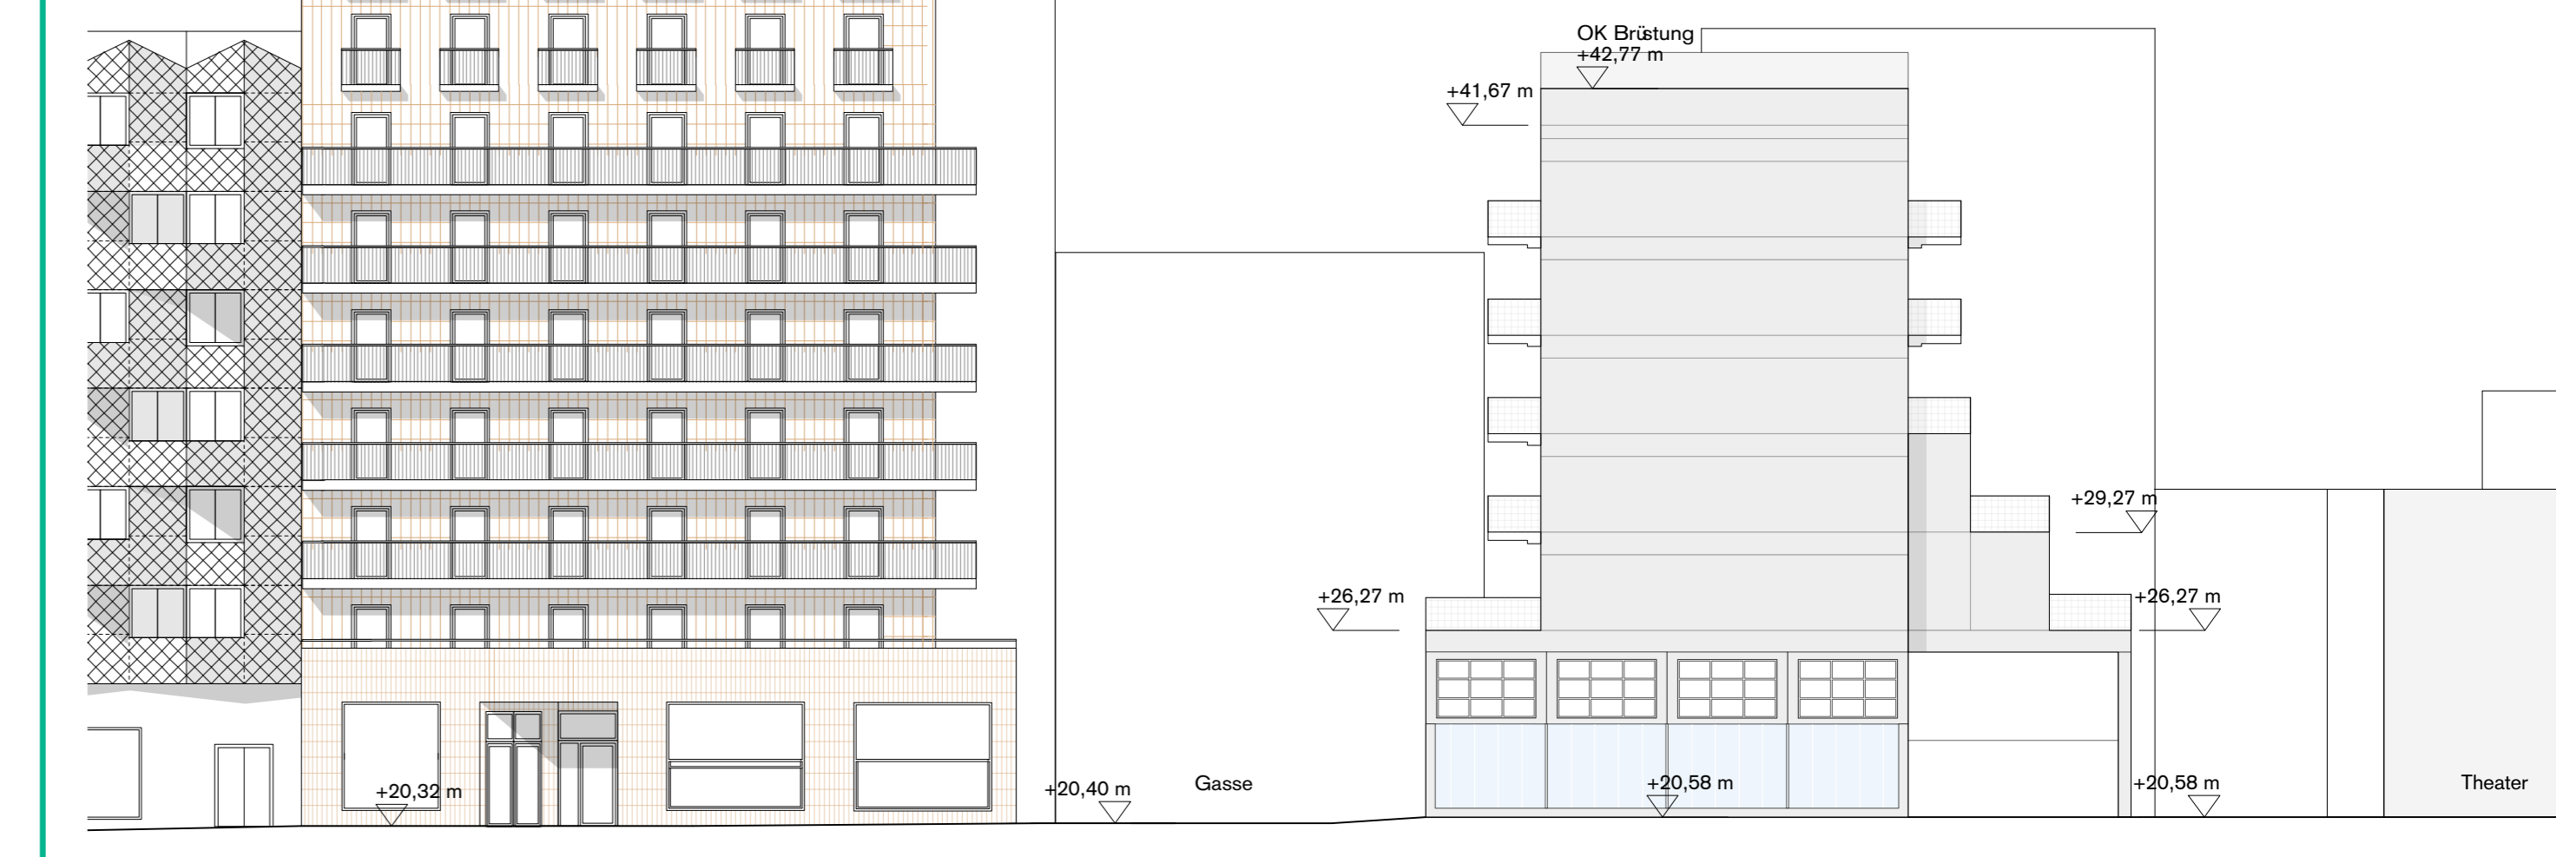 OK Brüstung
+42,77 m
+41,67 m
+29,27 m
+26,27 m
+26,27 m
+20,32 m
+20,40 m
Gasse
+20,58 m
+20,58 m
Theater